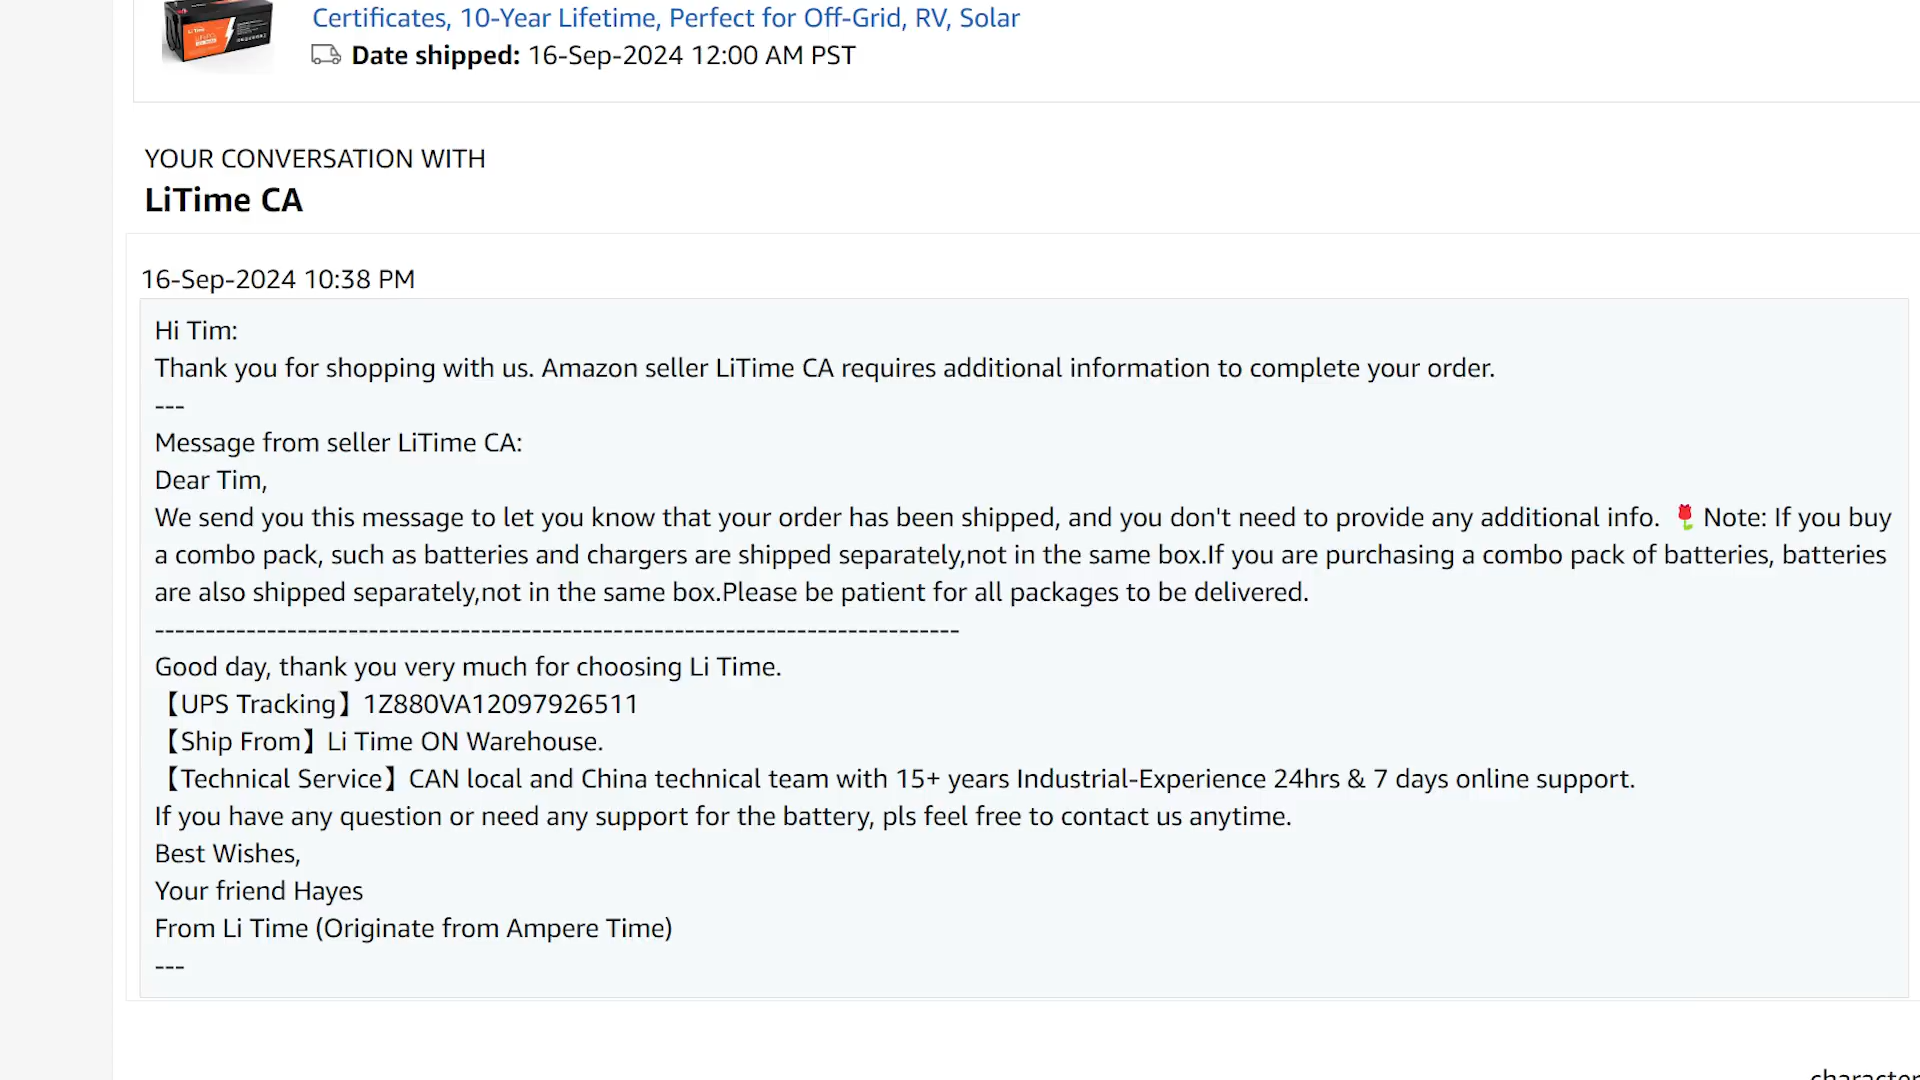 Certificates, 10-Year Lifetime, Perfect for Off-Grid, RV, Solar
Date shipped: 16-Sep-2024 12:00 AM PST
YOUR CONVERSATION WITH
LiTime CA
16-Sep-2024 10:38 PM
Hi Tim:
Thank you for shopping with us. Amazon seller LiTime CA requires additional information to complete your order.
---
Message from seller LiTime CA:
Dear Tim,
We send you this message to let you know that your order has been shipped, and you don't need to provide any additional info. 🌹 Note: If you buy
a combo pack, such as batteries and chargers are shipped separately,not in the same box.If you are purchasing a combo pack of batteries, batteries
are also shipped separately,not in the same box.Please be patient for all packages to be delivered.
--------------------------------------------------------------------------------
Good day, thank you very much for choosing Li Time.
【UPS Tracking】1Z880VA12097926511
【Ship From】Li Time ON Warehouse.
【Technical Service】CAN local and China technical team with 15+ years Industrial-Experience 24hrs & 7 days online support.
If you have any question or need any support for the battery, pls feel free to contact us anytime.
Best Wishes,
Your friend Hayes
From Li Time (Originate from Ampere Time)
---